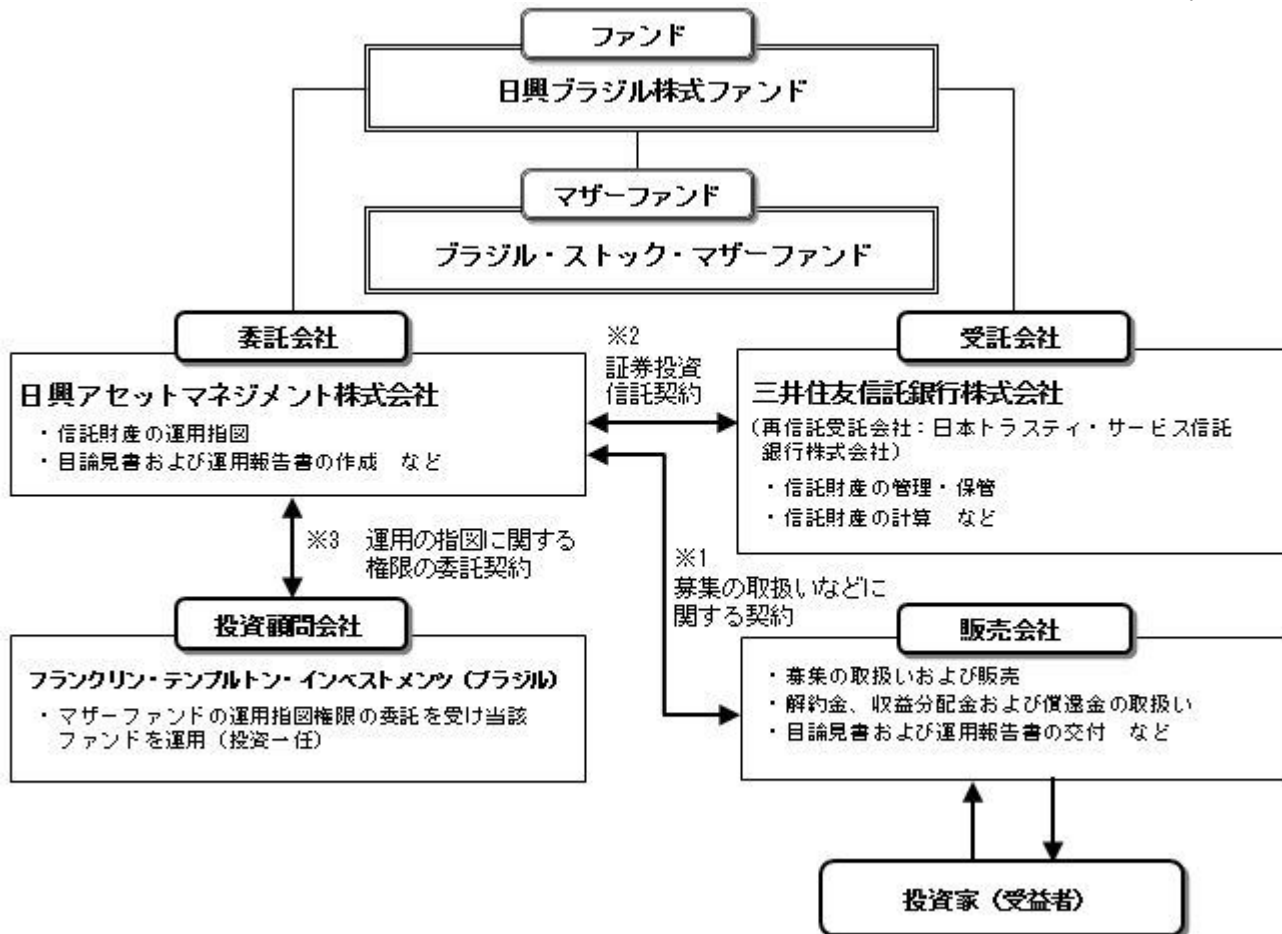 ファンド
日興ブラジル株式ファンド
マザーファンド
ブラジル・ストック・マザーファンド
委託会社
日興アセットマネジメント株式会社
・信託財産の運用指図
・目論見書および運用報告書の作成 など
※2
証券投資
信託契約
受託会社
三井住友信託銀行株式会社
(再信託受託会社:日本トラスティ・サービス信託
銀行株式会社)
・信託財産の管理・保管
・信託財産の計算 など
※3 運用の指図に関する
権限の委託契約
※1
募集の取扱いなどに
関する契約
投資顧問会社
フランクリン・テンプルトン・インベストメンツ(ブラジル)
・マザーファンドの運用指図権限の委託を受け当該
ファンドを運用(投資一任)
販売会社
・募集の取扱いおよび販売
・解約金、収益分配金および償還金の取扱い
・目論見書および運用報告書の交付 など
投資家(受益者)